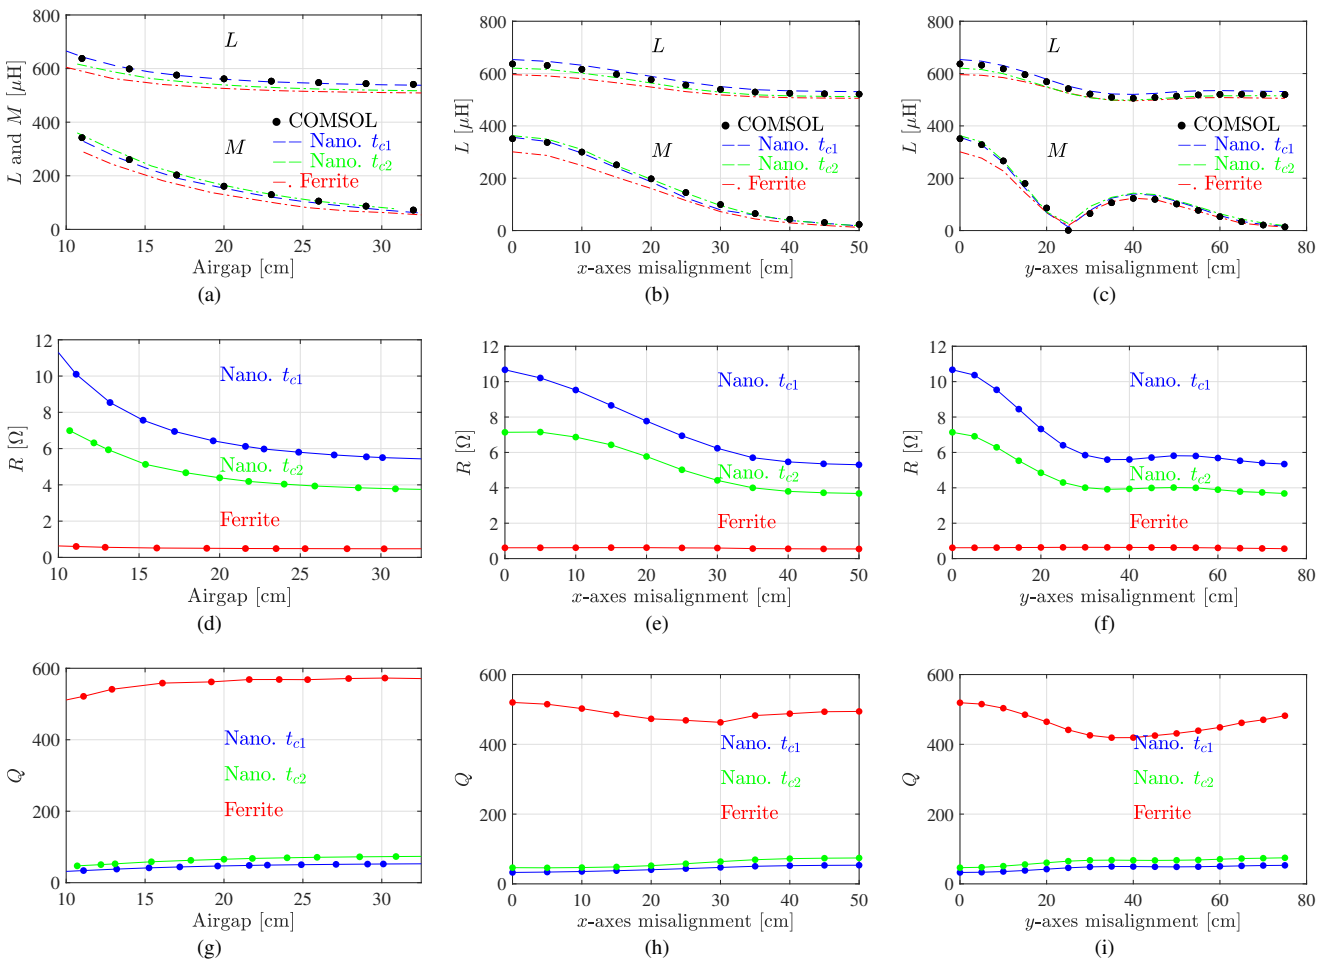 800
600
400
200
0
L and M [μH]
L
COMSOL
Nano. tc1
M
Nano. tc2
Ferrite
10 15 20 25 30
Airgap [cm]
(a)
800
600
400
200
0
L [μH]
L
COMSOL
Nano. tc1
M
Nano. tc2
Ferrite
0 10 20 30 40 50
x-axes misalignment [cm]
(b)
800
600
400
200
0
L [μH]
L
COMSOL
Nano. tc1
M
Nano. tc2
Ferrite
0 20 40 60 80
y-axes misalignment [cm]
(c)
12
10
8
6
4
2
0
R [Ω]
Nano. tc1
Nano. tc2
Ferrite
10 15 20 25 30
Airgap [cm]
(d)
12
10
8
6
4
2
0
R [Ω]
Nano. tc1
Nano. tc2
Ferrite
0 10 20 30 40 50
x-axes misalignment [cm]
(e)
12
10
8
6
4
2
0
R [Ω]
Nano. tc1
Nano. tc2
Ferrite
0 20 40 60 80
y-axes misalignment [cm]
(f)
600
400
200
0
Q
Nano. tc1
Nano. tc2
Ferrite
10 15 20 25 30
Airgap [cm]
(g)
600
400
200
0
Q
Nano. tc1
Nano. tc2
Ferrite
0 10 20 30 40 50
x-axes misalignment [cm]
(h)
600
400
200
0
Q
Nano. tc1
Nano. tc2
Ferrite
0 20 40 60 80
y-axes misalignment [cm]
(i)